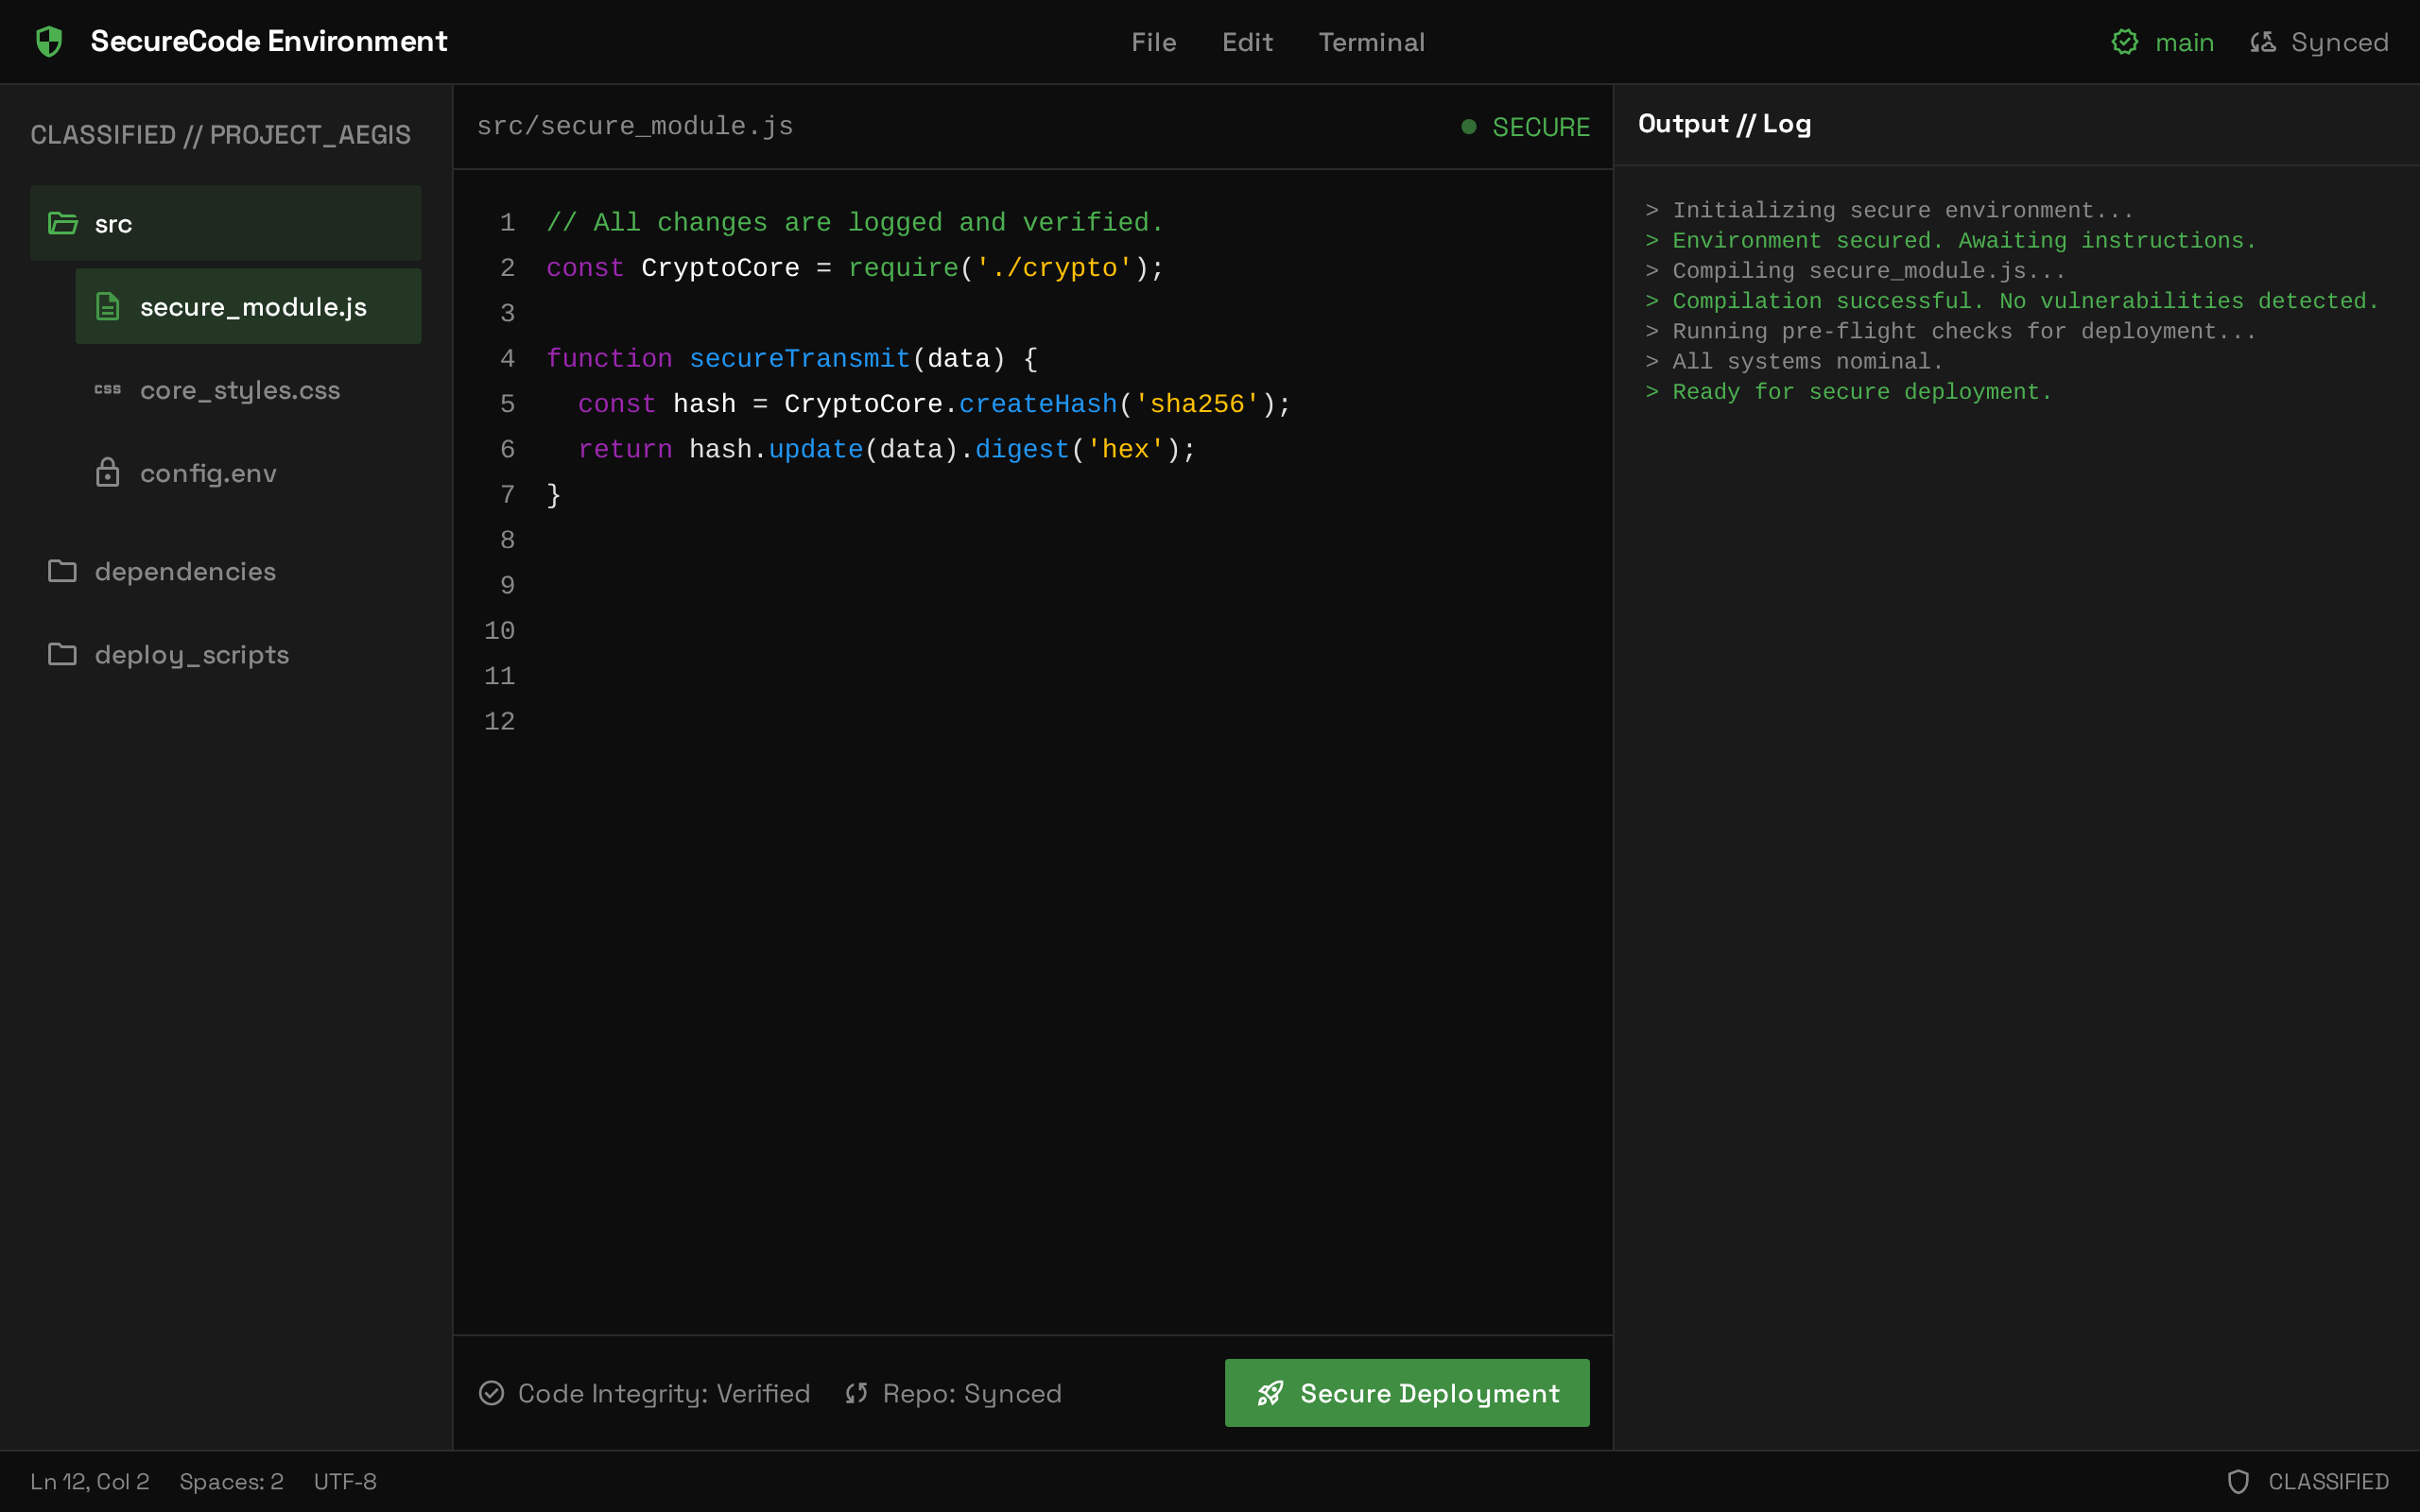 SecureCode Environment
File Edit Terminal
main Synced
CLASSIFIED // PROJECT_AEGIS
src
secure_module.js
css core_styles.css
config.env
dependencies
deploy_scripts
src/secure_module.js
SECURE
1 // All changes are logged and verified.
2 const CryptoCore = require('./crypto');
3
4 function secureTransmit(data) {
5   const hash = CryptoCore.createHash('sha256');
6   return hash.update(data).digest('hex');
7 }
8
9
10
11
12
Code Integrity: Verified Repo: Synced
Secure Deployment
Output // Log
> Initializing secure environment...
> Environment secured. Awaiting instructions.
> Compiling secure_module.js...
> Compilation successful. No vulnerabilities detected.
> Running pre-flight checks for deployment...
> All systems nominal.
> Ready for secure deployment.
Ln 12, Col 2 Spaces: 2 UTF-8
CLASSIFIED